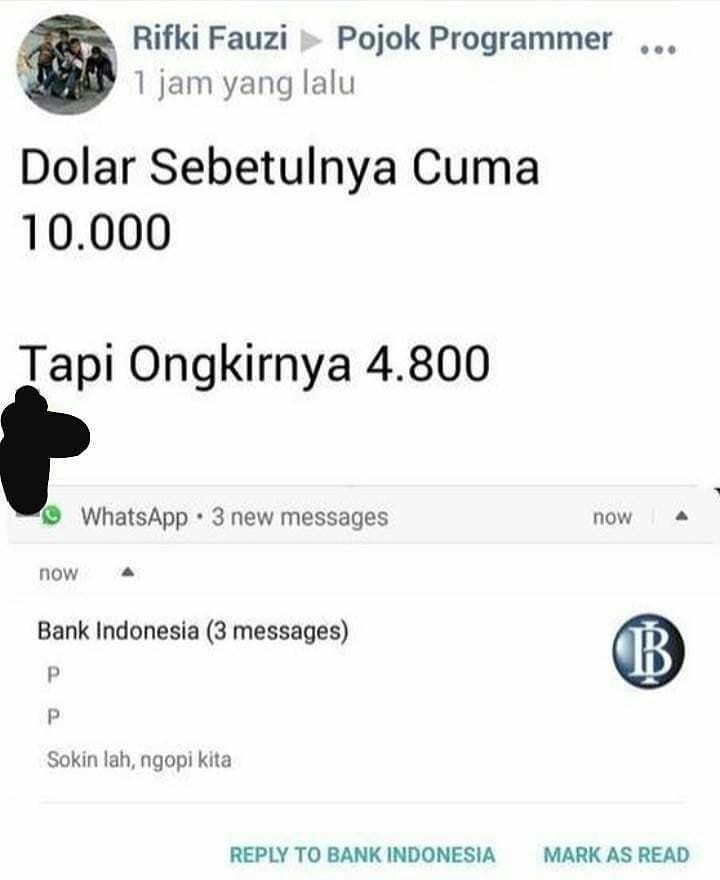 Rifki Fauzi ▶ Pojok Programmer ...
1 jam yang lalu
Dolar Sebetulnya Cuma
10.000
Tapi Ongkirnya 4.800
WhatsApp • 3 new messages now
now
Bank Indonesia (3 messages)
P
P
Sokin lah, ngopi kita
REPLY TO BANK INDONESIA MARK AS READ